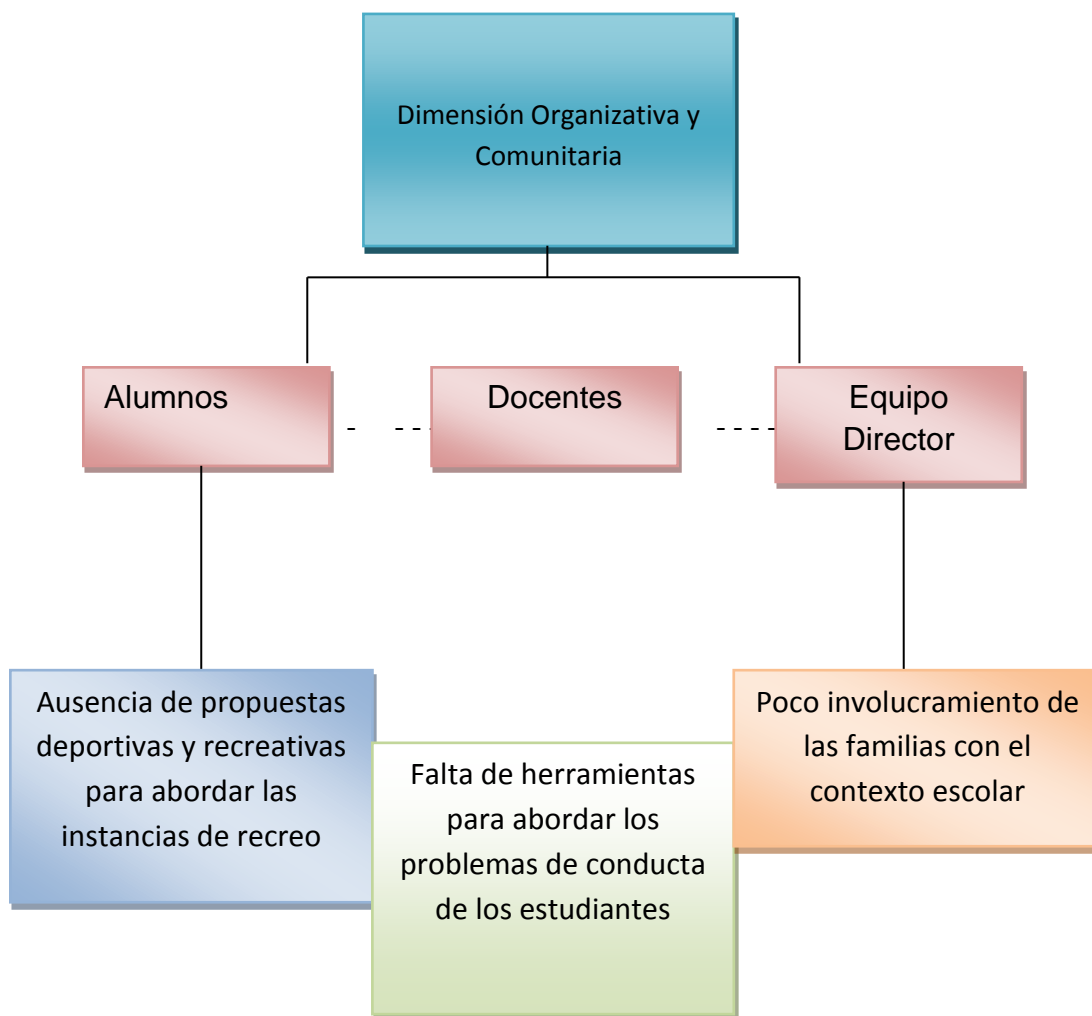 Dimensión Organizativa y
Comunitaria
Alumnos
Docentes
Equipo
Director
Ausencia de propuestas
deportivas y recreativas
para abordar las
instancias de recreo
Falta de herramientas
para abordar los
problemas de conducta
de los estudiantes
Poco involucramiento de
las familias con el
contexto escolar